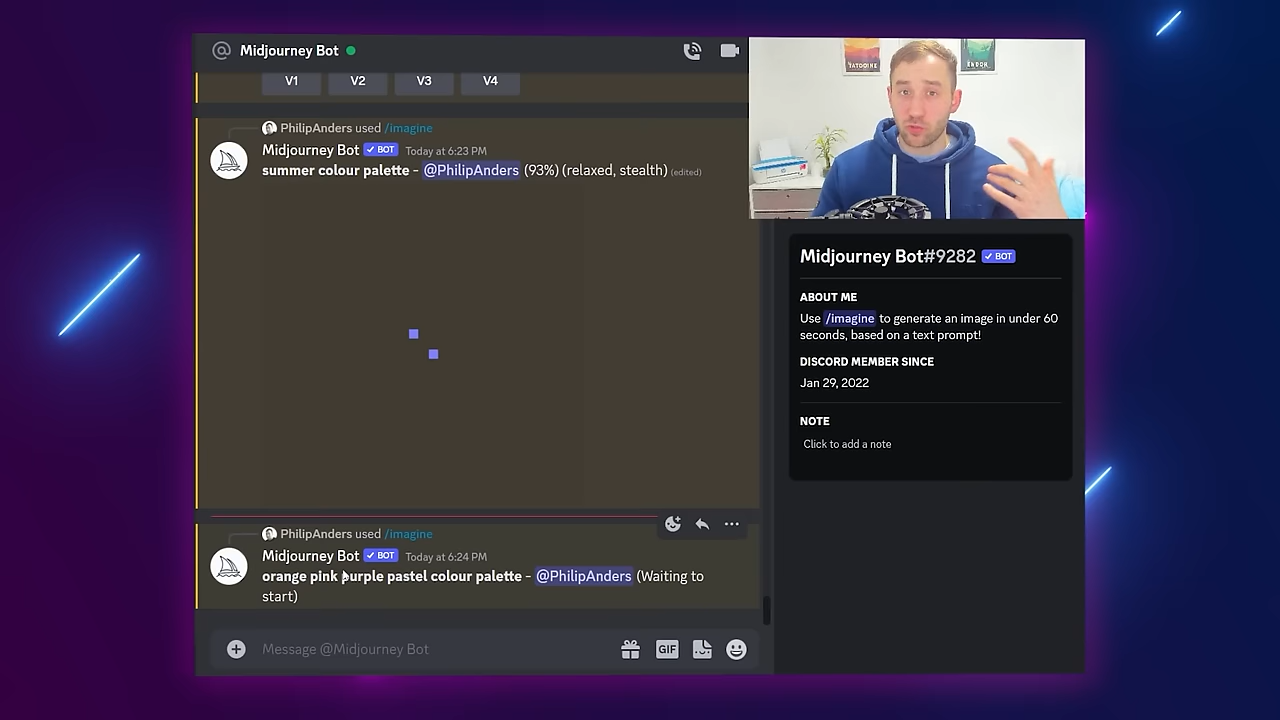 Midjourney Bot
V1 V2 V3 V4
PhilipAnders used /imagine
Midjourney Bot ✓ BOT Today at 6:23 PM
summer colour palette - @PhilipAnders (93%) (relaxed, stealth) (edited)
PhilipAnders used /imagine
Midjourney Bot ✓ BOT Today at 6:24 PM
orange pink purple pastel colour palette - @PhilipAnders (Waiting to
start)
Message @Midjourney Bot
GIF
TATOOINE
ENDOR
Midjourney Bot#9282 ✓ BOT
ABOUT ME
Use /imagine to generate an image in under 60
seconds, based on a text prompt!
DISCORD MEMBER SINCE
Jan 29, 2022
NOTE
Click to add a note